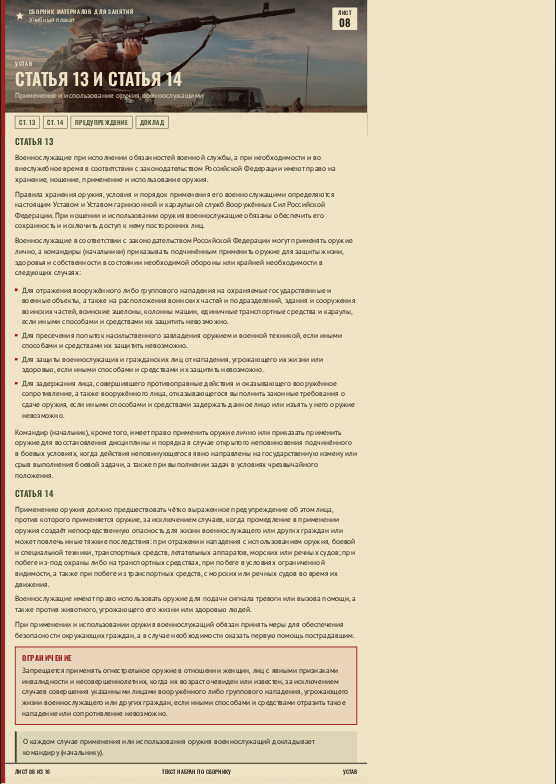 СБОРНИК МАТЕРИАЛОВ ДЛЯ ЗАНЯТИЙ
Учебный плакат
ЛИСТ
08
УСТАВ
СТАТЬЯ 13 И СТАТЬЯ 14
Применение и использование оружия военнослужащими
СТ. 13
СТ. 14
ПРЕДУПРЕЖДЕНИЕ
ДОКЛАД
СТАТЬЯ 13
Военнослужащие при исполнении обязанностей военной службы, а при необходимости и во
внеслужебное время в соответствии с законодательством Российской Федерации имеют право на
хранение, ношение, применение и использование оружия.
Правила хранения оружия, условия и порядок применения его военнослужащими определяются
настоящим Уставом и Уставом гарнизонной и караульной служб Вооружённых Сил Российской
Федерации. При ношении и использовании оружия военнослужащие обязаны обеспечить его
сохранность и исключить доступ к нему посторонних лиц.
Военнослужащие в соответствии с законодательством Российской Федерации могут применять оружие
лично, а командиры (начальники) приказывать подчинённым применить оружие для защиты жизни,
здоровья и собственности в состоянии необходимой обороны или крайней необходимости в
следующих случаях:
Для отражения вооружённого либо группового нападения на охраняемые государственные и
военные объекты, а также на расположения воинских частей и подразделений, здания и сооружения
воинских частей, воинские эшелоны, колонны машин, единичные транспортные средства и караулы,
если иными способами и средствами их защитить невозможно.
Для пресечения попыток насильственного завладения оружием и военной техникой, если иными
способами и средствами их защитить невозможно.
Для защиты военнослужащих и гражданских лиц от нападения, угрожающего их жизни или
здоровью, если иными способами и средствами их защитить невозможно.
Для задержания лица, совершившего противоправные действия и оказывающего вооружённое
сопротивление, а также вооружённого лица, отказывающегося выполнить законные требования о
сдаче оружия, если иными способами и средствами задержать данное лицо или изъять у него оружие
невозможно.
Командир (начальник), кроме того, имеет право применить оружие лично или приказать применить
оружие для восстановления дисциплины и порядка в случае открытого неповиновения подчинённого
в боевых условиях, когда действия неповинующегося явно направлены на государственную измену или
срыв выполнения боевой задачи, а также при выполнении задач в условиях чрезвычайного
положения.
СТАТЬЯ 14
Применению оружия должно предшествовать чётко выраженное предупреждение об этом лица,
против которого применяется оружие, за исключением случаев, когда промедление в применении
оружия создаёт непосредственную опасность для жизни военнослужащего или других граждан или
может повлечь иные тяжкие последствия: при отражении нападения с использованием оружия, боевой
и специальной техники, транспортных средств, летательных аппаратов, морских или речных судов; при
побеге из-под охраны либо на транспортных средствах, при побеге в условиях ограниченной
видимости, а также при побеге из транспортных средств, с морских или речных судов во время их
движения.
Военнослужащие имеют право использовать оружие для подачи сигнала тревоги или вызова помощи, а
также против животного, угрожающего его жизни или здоровью людей.
При применении и использовании оружия военнослужащий обязан принять меры для обеспечения
безопасности окружающих граждан, а в случае необходимости оказать первую помощь пострадавшим.
ОГРАНИЧЕНИЕ
Запрещается применять огнестрельное оружие в отношении женщин, лиц с явными признаками
инвалидности и несовершеннолетних, когда их возраст очевиден или известен, за исключением
случаев совершения указанными лицами вооружённого либо группового нападения, угрожающего
жизни военнослужащего или других граждан, если иными способами и средствами отразить такое
нападение или сопротивление невозможно.
О каждом случае применения или использования оружия военнослужащий докладывает
командиру (начальнику).
ЛИСТ 08 ИЗ 16
ТЕКСТ НАБРАН ПО СБОРНИКУ
УСТАВ